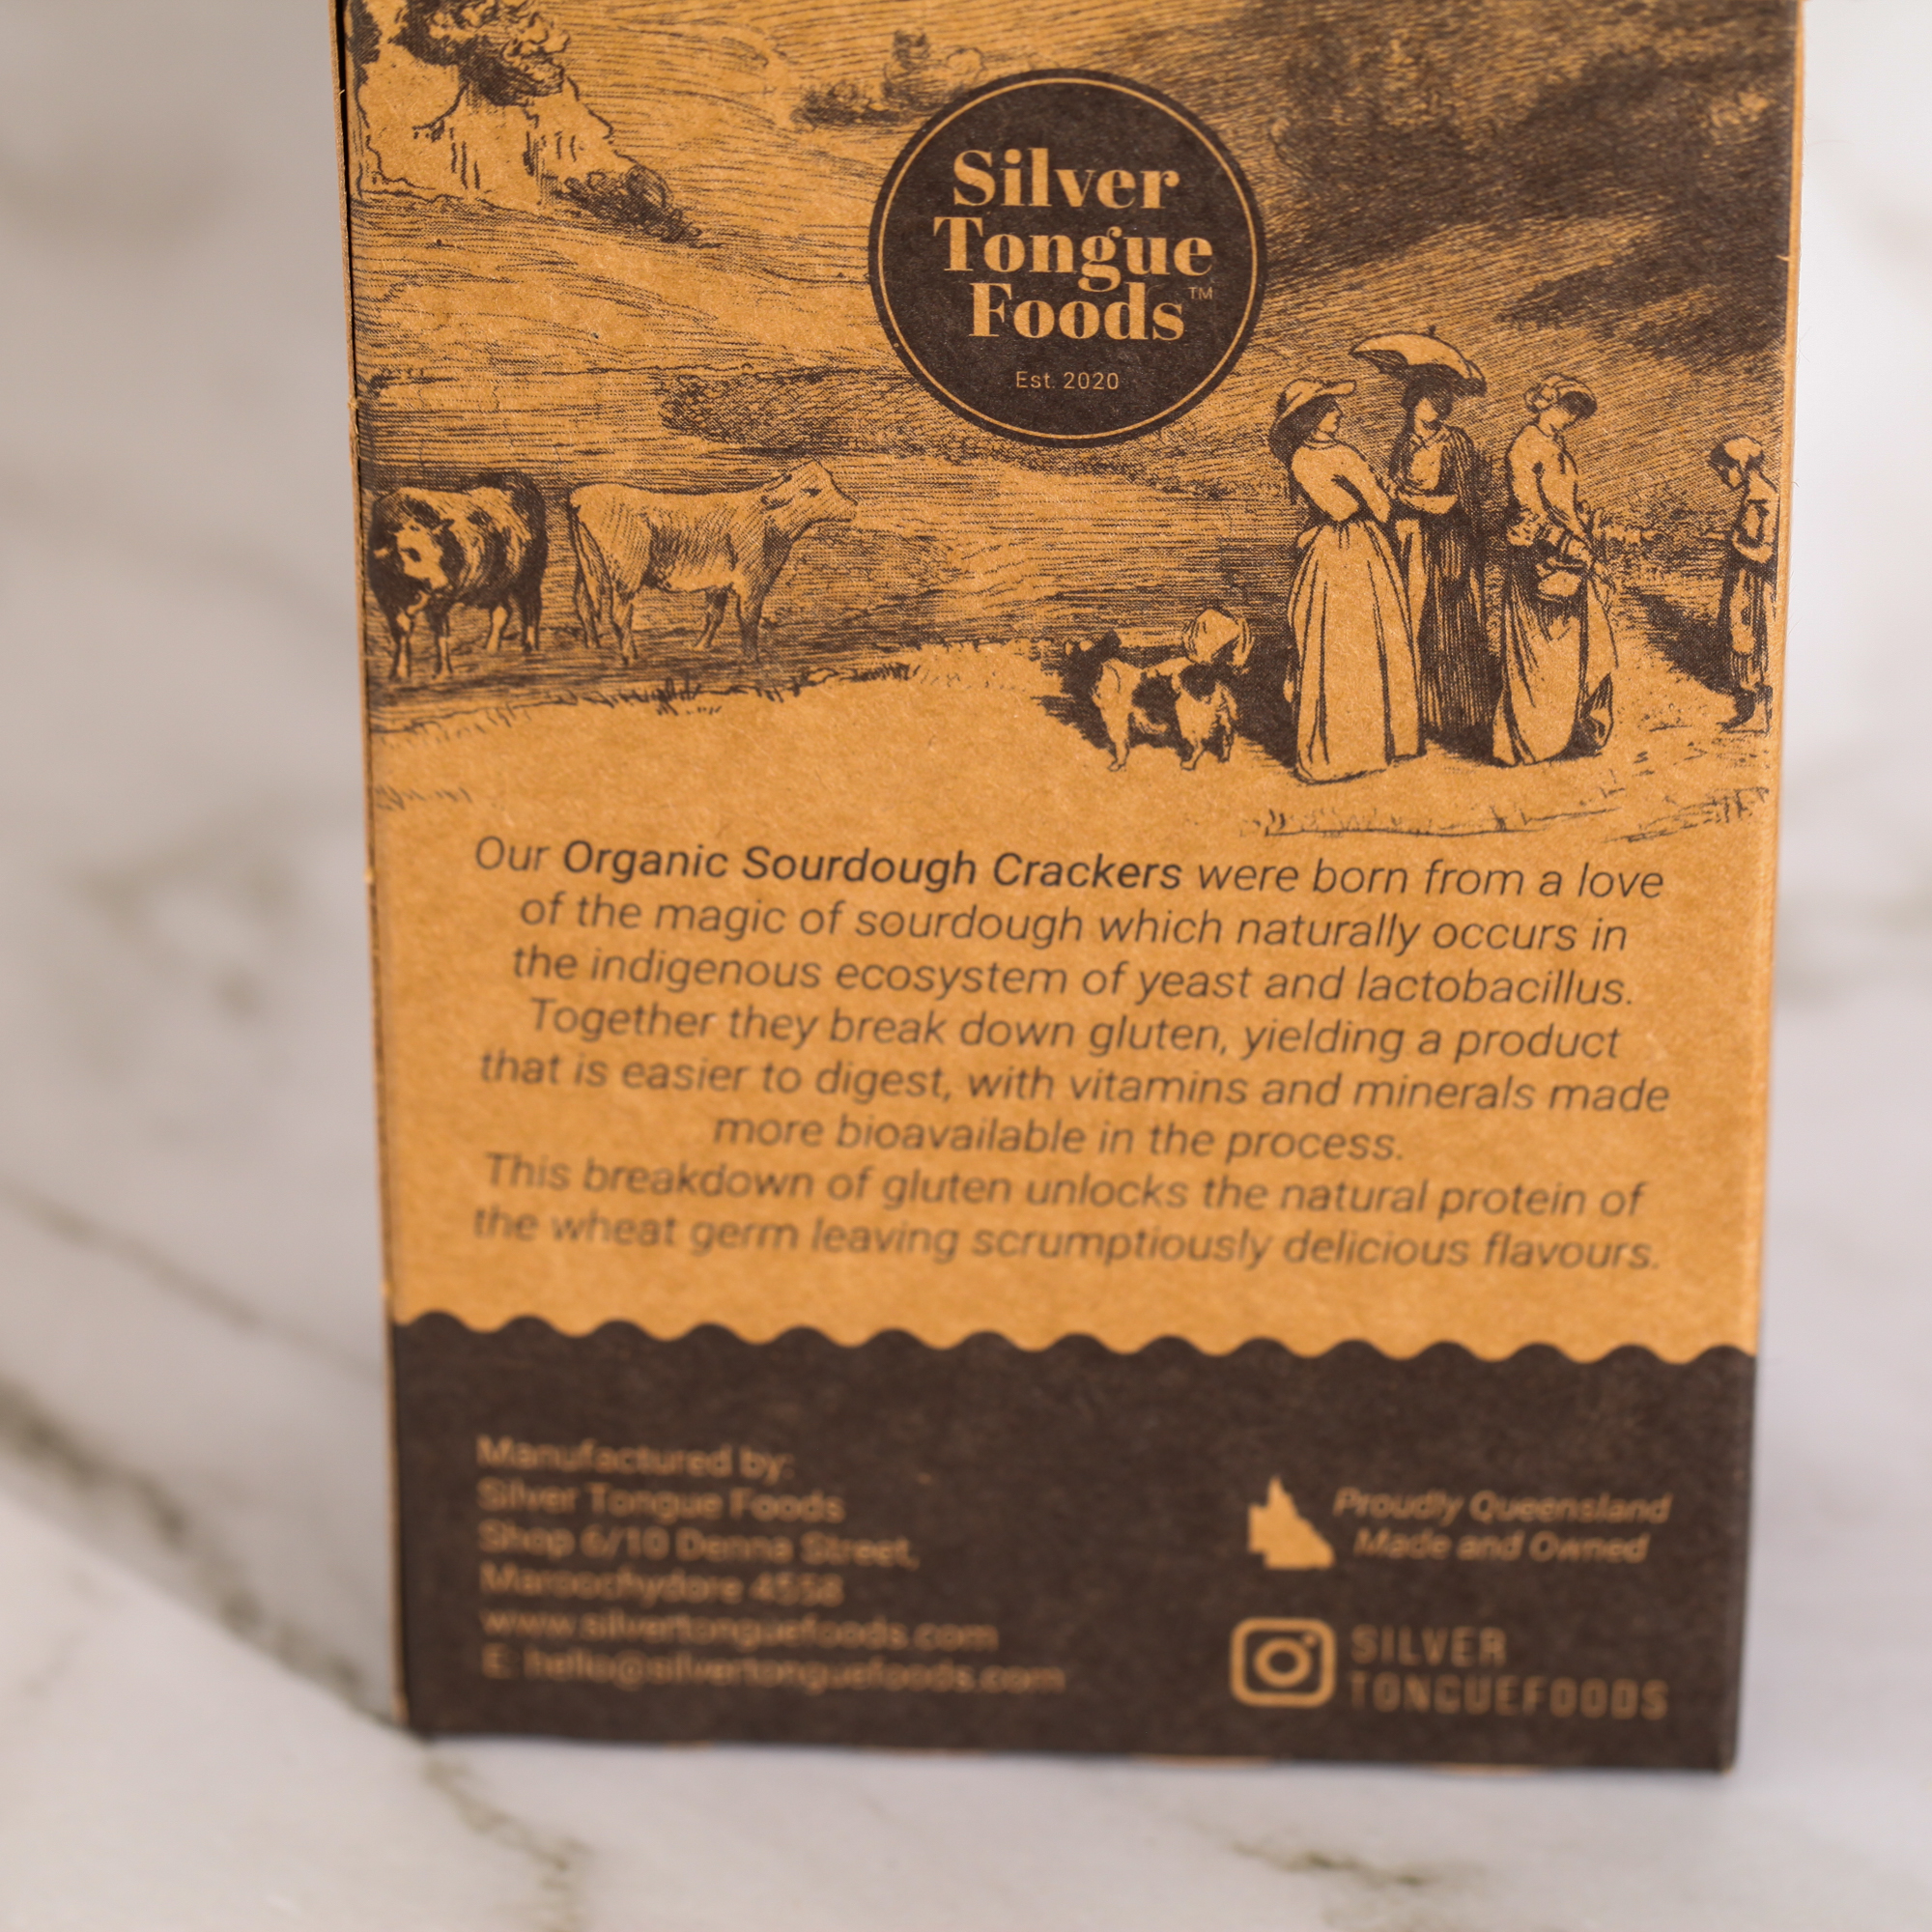 Silver
Tongue
Foods™
Est. 2020
Our Organic Sourdough Crackers were born from a love
of the magic of sourdough which naturally occurs in
the indigenous ecosystem of yeast and lactobacillus.
Together they break down gluten, yielding a product
that is easier to digest, with vitamins and minerals made
more bioavailable in the process.
This breakdown of gluten unlocks the natural protein of
the wheat germ leaving scrumptiously delicious flavours.
Manufactured by:
Silver Tongue Foods
Shop 6/10 Denna Street,
Maroochydore 4558
www.silvertonguefoods.com
E: hello@silvertonguefoods.com
Proudly Queensland
Made and Owned
SILVER
TONGUEFOODS